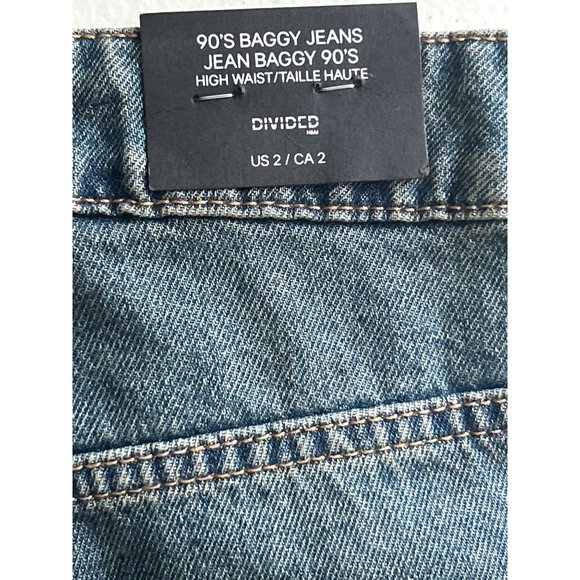 90'S BAGGY JEANS
JEAN BAGGY 90'S
HIGH WAIST/TAILLE HAUTE
DIVIDED
H&M
US 2 / CA 2